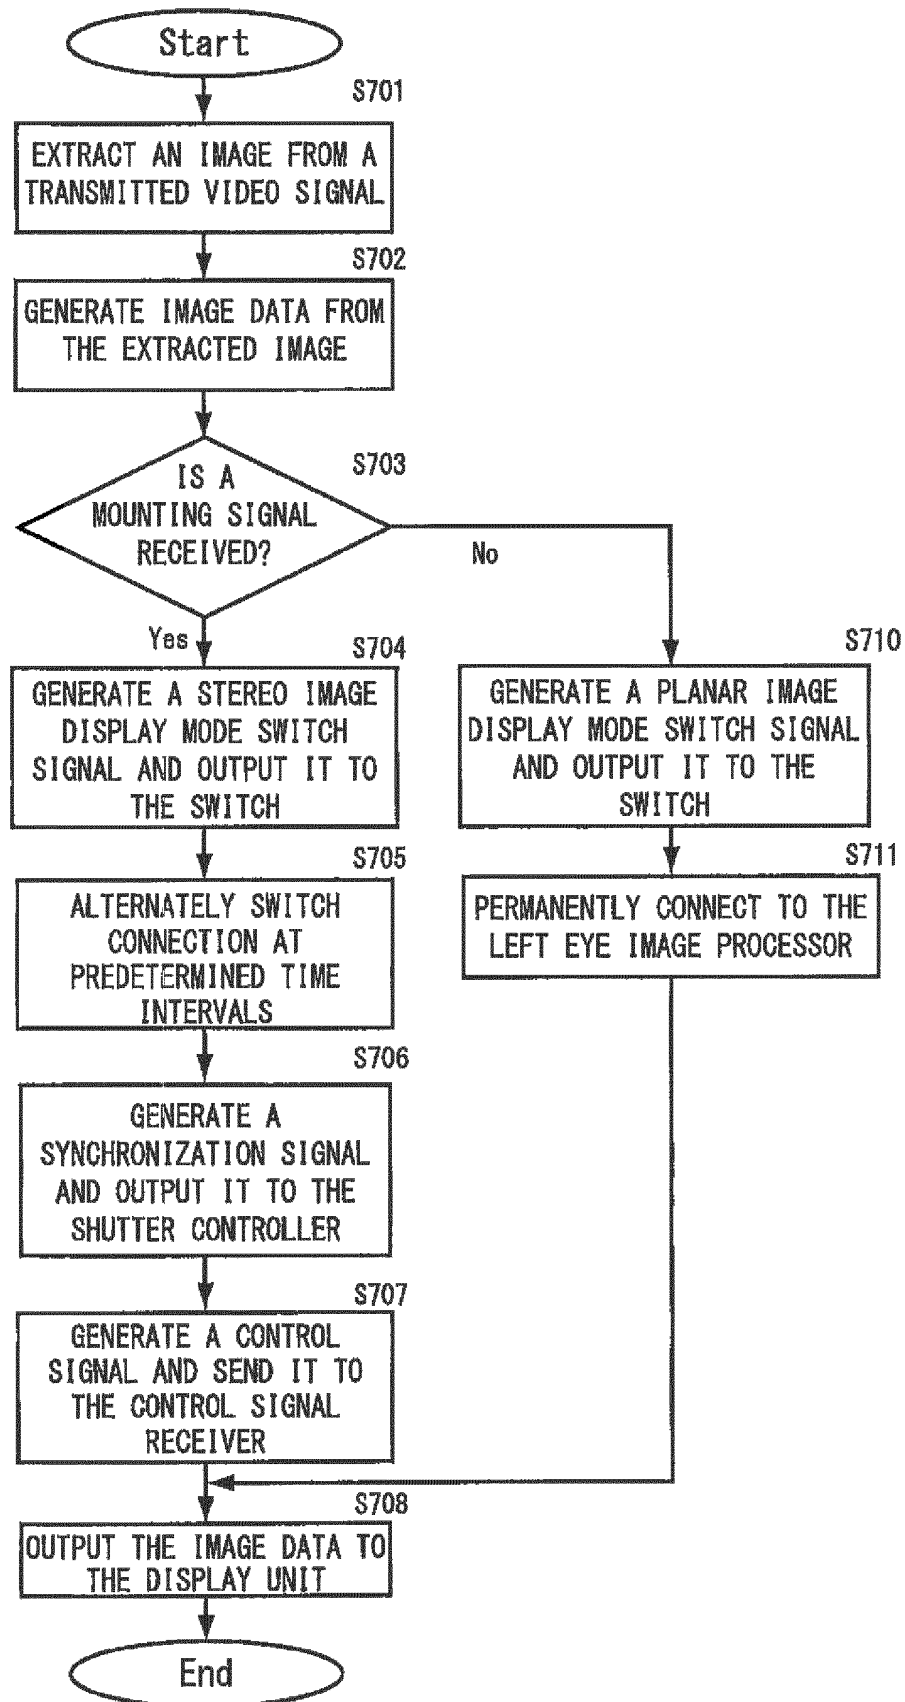 Start
S701
EXTRACT AN IMAGE FROM A
TRANSMITTED VIDEO SIGNAL
S702
GENERATE IMAGE DATA FROM
THE EXTRACTED IMAGE
S703
IS A
MOUNTING SIGNAL
RECEIVED?
No
Yes
S704
GENERATE A STEREO IMAGE
DISPLAY MODE SWITCH
SIGNAL AND OUTPUT IT TO
THE SWITCH
S710
GENERATE A PLANAR IMAGE
DISPLAY MODE SWITCH SIGNAL
AND OUTPUT IT TO THE
SWITCH
S705
ALTERNATELY SWITCH
CONNECTION AT
PREDETERMINED TIME
INTERVALS
S711
PERMANENTLY CONNECT TO THE
LEFT EYE IMAGE PROCESSOR
S706
GENERATE A
SYNCHRONIZATION SIGNAL
AND OUTPUT IT TO THE
SHUTTER CONTROLLER
S707
GENERATE A CONTROL
SIGNAL AND SEND IT TO
THE CONTROL SIGNAL
RECEIVER
S708
OUTPUT THE IMAGE DATA TO
THE DISPLAY UNIT
End